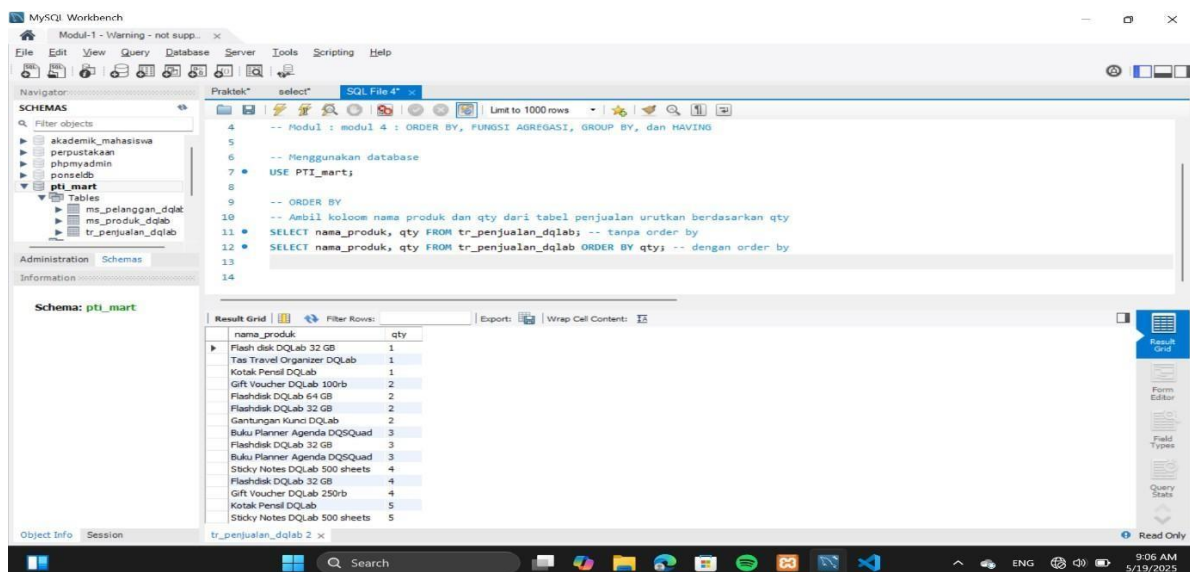 MySQL Workbench
Modul-1 - Warning - not supp..
File Edit View Query Database Server Tools Scripting Help
Navigator
SCHEMAS
Filter objects
akademik_mahasiswa
perpustakaan
phpmyadmin
ponseldb
pti_mart
Tables
ms_pelanggan_dqlab
ms_produk_dqlab
tr_penjualan_dqlab
Administration Schemas
Information
Schema: pti_mart
Object Info Session
Praktek* select* SQL File 4*
Limit to 1000 rows
4 -- Modul : modul 4 : ORDER BY, FUNGSI AGREGASI, GROUP BY, dan HAVING
5
6 -- Menggunakan database
7 USE PTI_mart;
8
9 -- ORDER BY
10 -- Ambil koloom nama produk dan qty dari tabel penjualan urutkan berdasarkan qty
11 SELECT nama_produk, qty FROM tr_penjualan_dqlab; -- tanpa order by
12 SELECT nama_produk, qty FROM tr_penjualan_dqlab ORDER BY qty; -- dengan order by
13
14
Result Grid Filter Rows: Export: Wrap Cell Content:
nama_produk qty
Flash disk DQLab 32 GB 1
Tas Travel Organizer DQLab 1
Kotak Pensil DQLab 1
Gift Voucher DQLab 100rb 2
Flashdisk DQLab 64 GB 2
Flashdisk DQLab 32 GB 2
Gantungan Kunci DQLab 2
Buku Planner Agenda DQSQuad 3
Flashdisk DQLab 32 GB 3
Buku Planner Agenda DQSQuad 3
Sticky Notes DQLab 500 sheets 4
Flashdisk DQLab 32 GB 4
Gift Voucher DQLab 250rb 4
Kotak Pensil DQLab 5
Sticky Notes DQLab 500 sheets 5
Result
Grid
Form
Editor
Field
Types
Query
Stats
tr_penjualan_dqlab 2
Read Only
Search
ENG
9:06 AM
5/19/2025